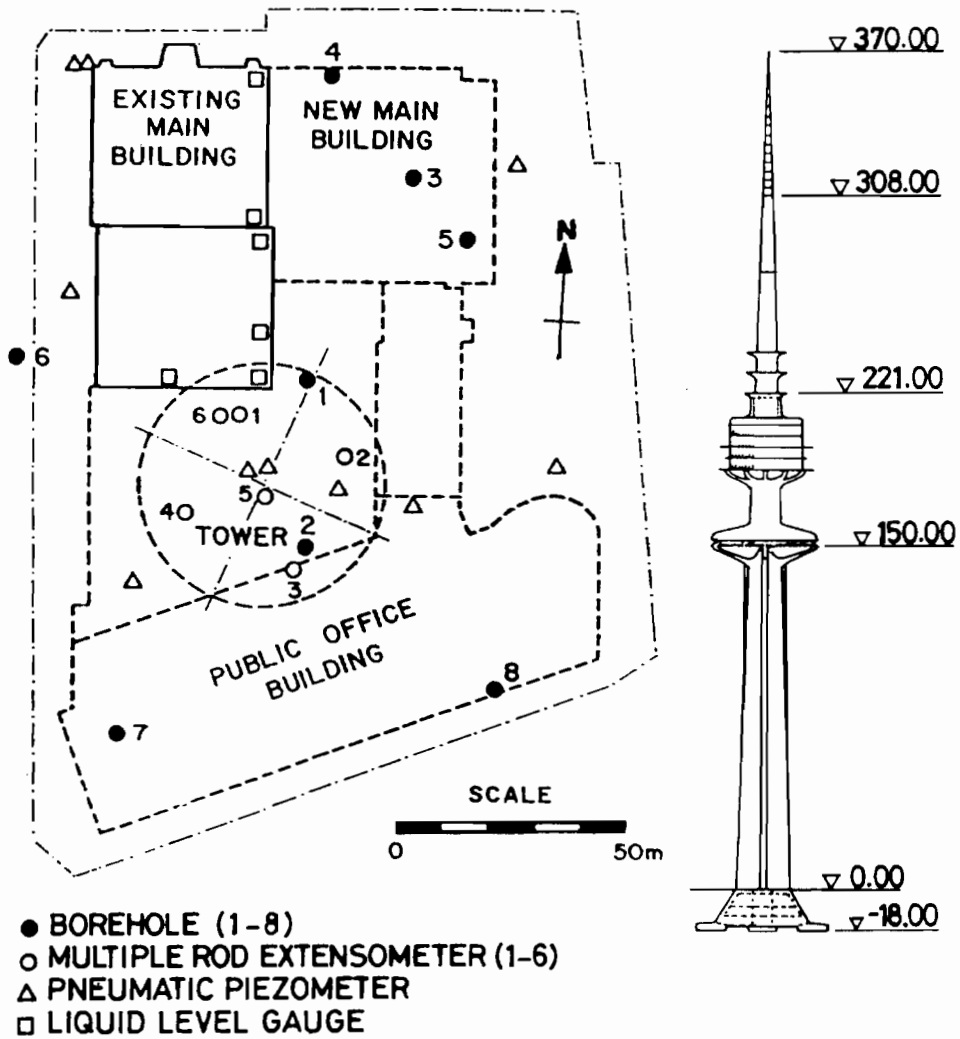 4
EXISTING
MAIN
BUILDING
NEW MAIN
BUILDING
3
5
N
6
1
6 1
2
5
4
TOWER
2
3
PUBLIC OFFICE
BUILDING
8
7
SCALE
0 50m
370.00
308.00
221.00
150.00
0.00
-18.00
BOREHOLE (1-8)
MULTIPLE ROD EXTENSOMETER (1-6)
PNEUMATIC PIEZOMETER
LIQUID LEVEL GAUGE